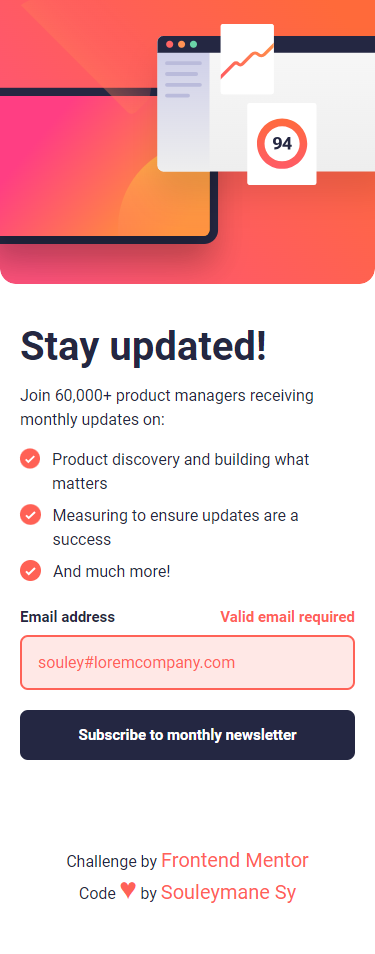 94
Stay updated!
Join 60,000+ product managers receiving
monthly updates on:
Product discovery and building what
matters
Measuring to ensure updates are a
success
And much more!
Email address Valid email required
souley#loremcompany.com
Subscribe to monthly newsletter
Challenge by Frontend Mentor
Code ♥ by Souleymane Sy